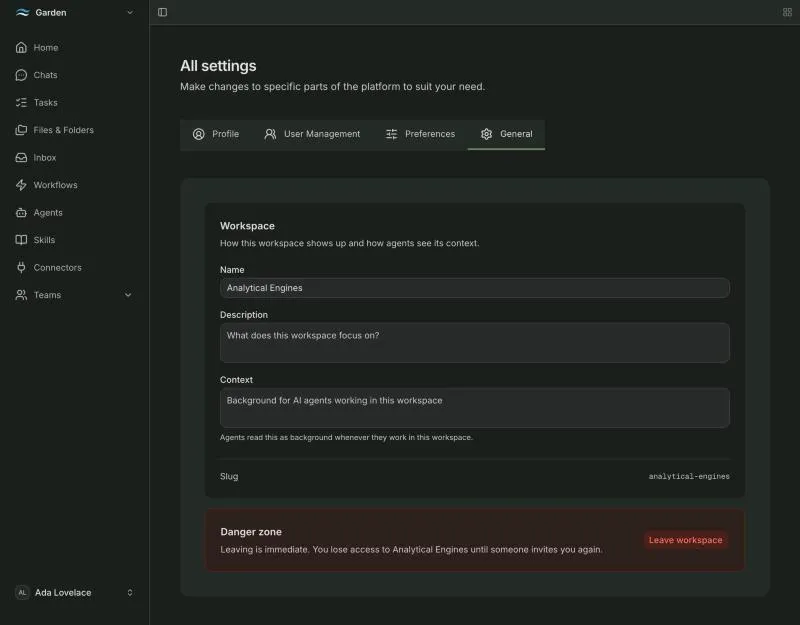 Garden
Home
Chats
Tasks
Files & Folders
Inbox
Workflows
Agents
Skills
Connectors
Teams
AL Ada Lovelace
All settings
Make changes to specific parts of the platform to suit your need.
Profile User Management Preferences General
Workspace
How this workspace shows up and how agents see its context.
Name
Analytical Engines
Description
What does this workspace focus on?
Context
Background for AI agents working in this workspace
Agents read this as background whenever they work in this workspace.
Slug analytical-engines
Danger zone
Leaving is immediate. You lose access to Analytical Engines until someone invites you again.
Leave workspace